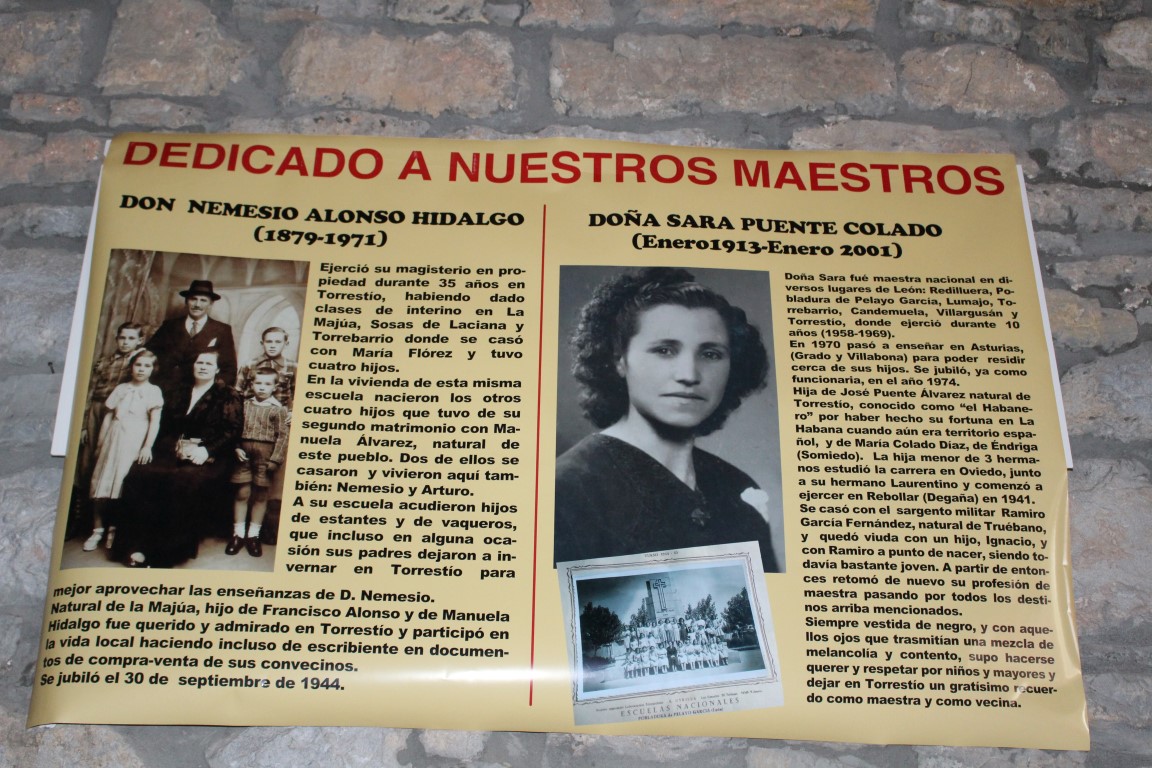 DEDICADO A NUESTROS MAESTROS
DON NEMESIO ALONSO HIDALGO
(1879-1971)
Ejerció su magisterio en pro-
piedad durante 35 años en
Torrestío, habiendo dado
clases de interino en La
Majúa, Sosas de Laciana y
Torrebarrio donde se casó
con María Flórez y tuvo
cuatro hijos.
En la vivienda de esta misma
escuela nacieron los otros
cuatro hijos que tuvo de su
segundo matrimonio con Ma-
nuela Álvarez, natural de
este pueblo. Dos de ellos se
casaron y vivieron aquí tam-
bién: Nemesio y Arturo.
A su escuela acudieron hijos
de estantes y de vaqueros,
que incluso en alguna oca-
sión sus padres dejaron a in-
vernar en Torrestío para
mejor aprovechar las enseñanzas de D. Nemesio.
Natural de la Majúa, hijo de Francisco Alonso y de Manuela
Hidalgo fue querido y admirado en Torrestío y participó en
la vida local haciendo incluso de escribiente en documen-
tos de compra-venta de sus convecinos.
Se jubiló el 30 de septiembre de 1944.
DOÑA SARA PUENTE COLADO
(Enero1913-Enero 2001)
Doña Sara fué maestra nacional en di-
versos lugares de León: Redilluera, Po-
bladura de Pelayo García, Lumajo, To-
rrebarrio, Candemuela, Villargusán y
Torrestío, donde ejerció durante 10
años (1958-1969).
En 1970 pasó a enseñar en Asturias,
(Grado y Villabona) para poder residir
cerca de sus hijos. Se jubiló, ya como
funcionaria, en el año 1974.
Hija de José Puente Álvarez natural de
Torrestío, conocido como “el Habane-
ro” por haber hecho su fortuna en La
Habana cuando aún era territorio espa-
ñol, y de María Colado Díaz, de Éndriga
(Somiedo). La hija menor de 3 herma-
nos estudió la carrera en Oviedo, junto
a su hermano Laurentino y comenzó a
ejercer en Rebollar (Degaña) en 1941.
Se casó con el sargento militar Ramiro
García Fernández, natural de Truébano,
y quedó viuda con un hijo, Ignacio, y
con Ramiro a punto de nacer, siendo to-
davía bastante joven. A partir de enton-
ces retomó de nuevo su profesión de
maestra pasando por todos los desti-
nos arriba mencionados.
Siempre vestida de negro, y con aque-
llos ojos que trasmitían una mezcla de
melancolía y contento, supo hacerse
querer y respetar por niños y mayores y
dejar en Torrestío un gratísimo recuer-
do como maestra y como vecina.
ESCUELAS NACIONALES
POBLADURA de PELAYO GARCIA